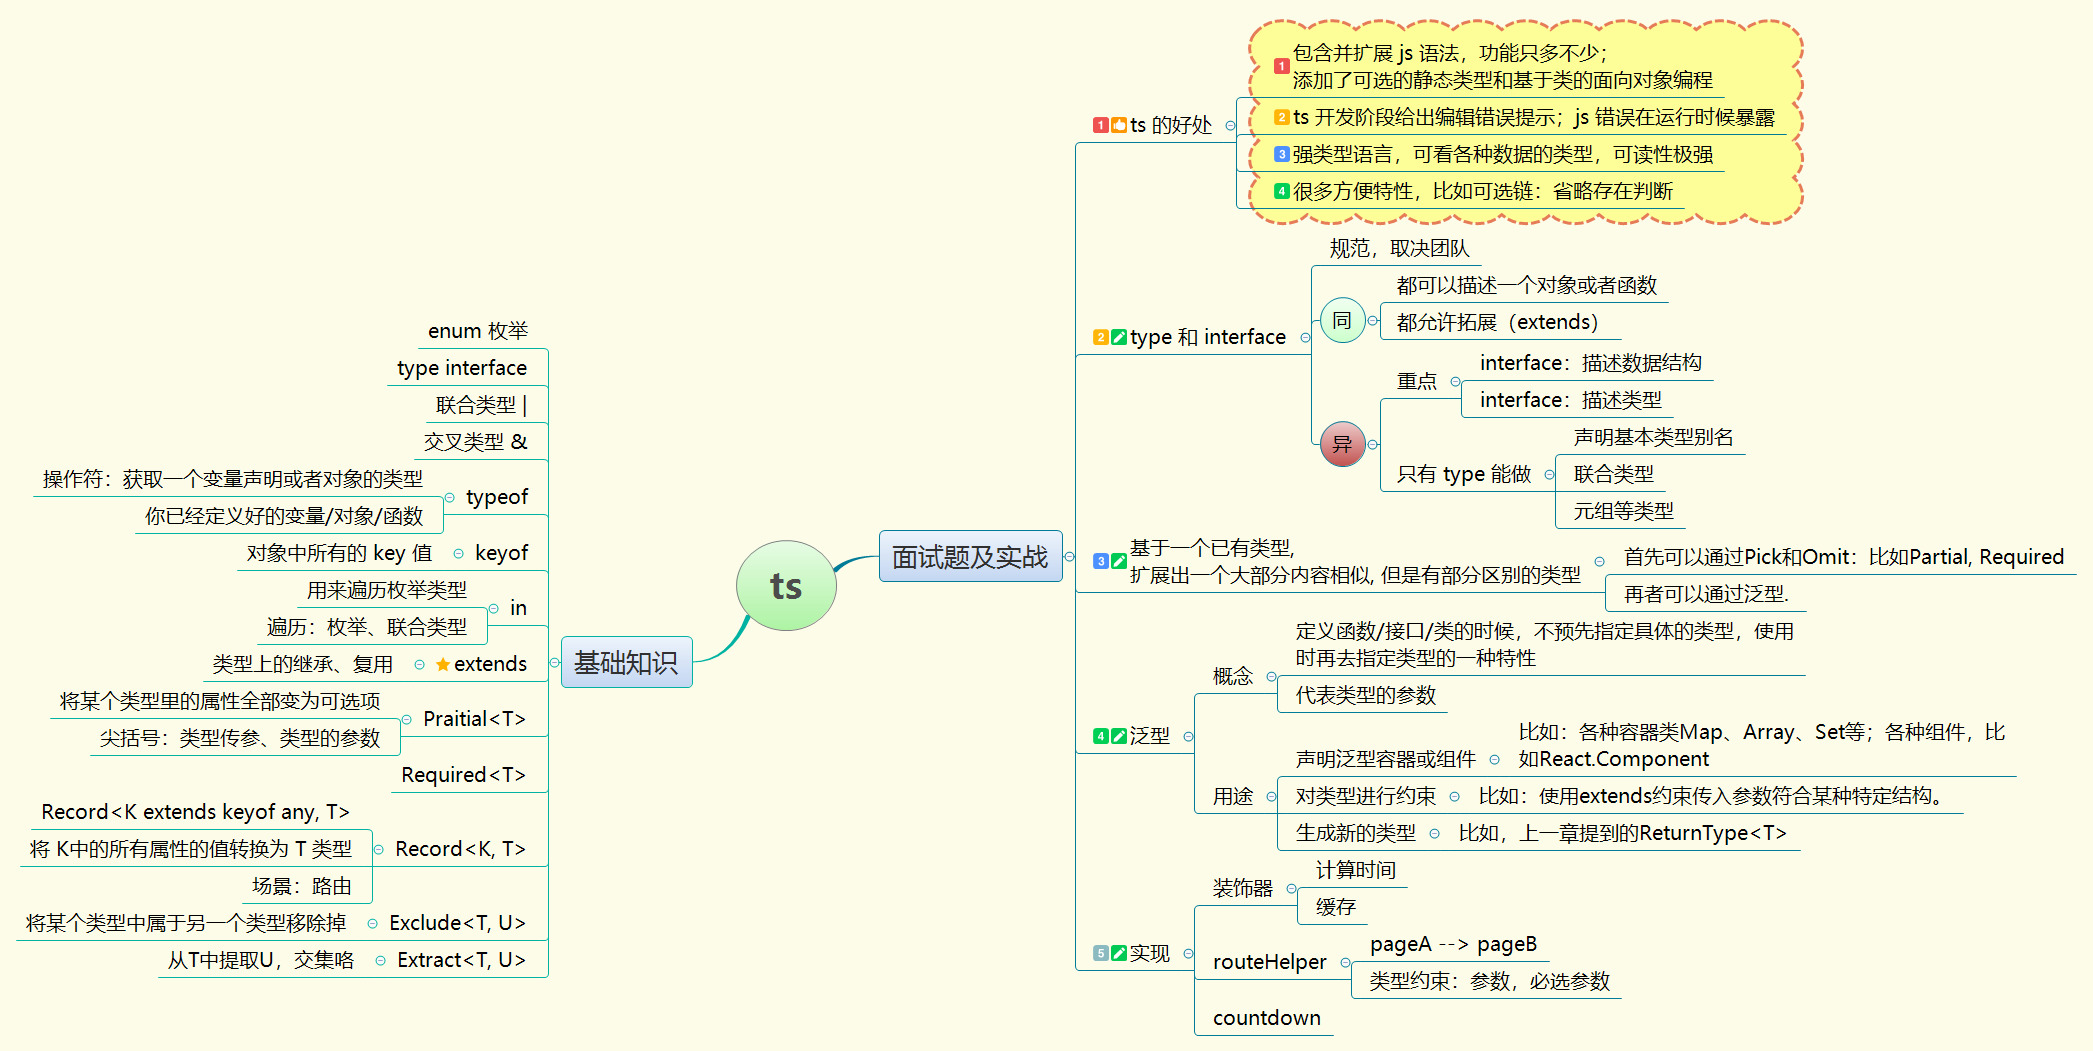 ts
面试题及实战
1 ts 的好处
1 包含并扩展 js 语法，功能只多不少；
添加了可选的静态类型和基于类的面向对象编程
2 ts 开发阶段给出编辑错误提示；js 错误在运行时候暴露
3 强类型语言，可看各种数据的类型，可读性极强
4 很多方便特性，比如可选链：省略存在判断
2 type 和 interface
规范，取决团队
同
都可以描述一个对象或者函数
都允许拓展（extends）
异
重点
interface：描述数据结构
interface：描述类型
只有 type 能做
声明基本类型别名
联合类型
元组等类型
3 基于一个已有类型,
扩展出一个大部分内容相似, 但是有部分区别的类型
首先可以通过Pick和Omit：比如Partial, Required
再者可以通过泛型.
4 泛型
概念
定义函数/接口/类的时候，不预先指定具体的类型，使用
时再去指定类型的一种特性
代表类型的参数
用途
声明泛型容器或组件
比如：各种容器类Map、Array、Set等；各种组件，比
如React.Component
对类型进行约束
比如：使用extends约束传入参数符合某种特定结构。
生成新的类型
比如，上一章提到的ReturnType<T>
5 实现
装饰器
计算时间
缓存
routeHelper
pageA --> pageB
类型约束：参数，必选参数
countdown
基础知识
enum 枚举
type interface
联合类型 |
交叉类型 &
typeof
操作符：获取一个变量声明或者对象的类型
你已经定义好的变量/对象/函数
keyof
对象中所有的 key 值
in
用来遍历枚举类型
遍历：枚举、联合类型
extends
类型上的继承、复用
Praitial<T>
将某个类型里的属性全部变为可选项
尖括号：类型传参、类型的参数
Required<T>
Record<K, T>
Record<K extends keyof any, T>
将 K中的所有属性的值转换为 T 类型
场景：路由
Exclude<T, U>
将某个类型中属于另一个类型移除掉
Extract<T, U>
从T中提取U，交集咯